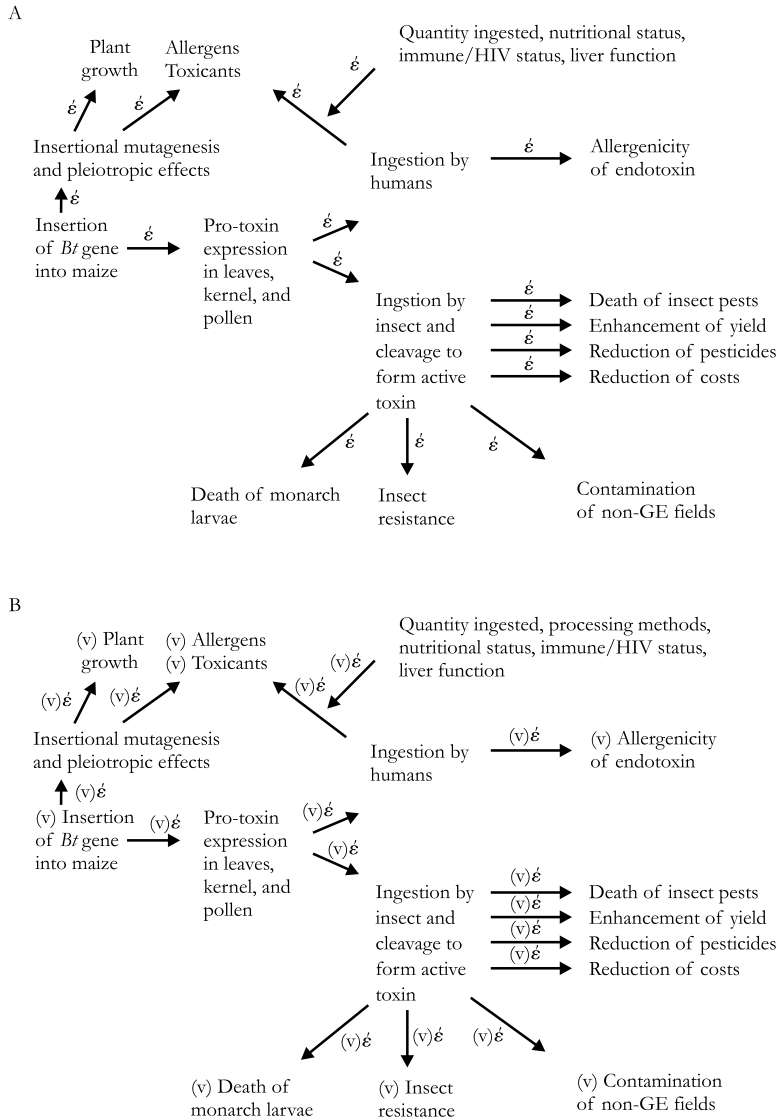 A
Quantity ingested, nutritional status,
immune/HIV status, liver function
Plant
growth
Allergens
Toxicants
έ
έ
έ
έ
Insertional mutagenesis
and pleiotropic effects
Ingestion by
humans
έ
Allergenicity
of endotoxin
έ
Insertion
of Bt gene
into maize
έ
Pro-toxin
expression
in leaves,
kernel, and
pollen
έ
έ
Ingstion by
insect and
cleavage to
form active
toxin
έ
Death of insect pests
έ
Enhancement of yield
έ
Reduction of pesticides
έ
Reduction of costs
έ
έ
έ
Death of monarch
larvae
Insect
resistance
Contamination
of non-GE fields
B
Quantity ingested, processing methods,
nutritional status, immune/HIV status,
liver function
(v) Plant
growth
(v) Allergens
(v) Toxicants
(v)έ
(v)έ
(v)έ
(v)έ
Insertional mutagenesis
and pleiotropic effects
Ingestion by
humans
(v)έ
(v) Allergenicity
of endotoxin
(v)έ
(v) Insertion
of Bt gene
into maize
(v)έ
Pro-toxin
expression
in leaves,
kernel, and
pollen
(v)έ
(v)έ
Ingestion by
insect and
cleavage to
form active
toxin
(v)έ
Death of insect pests
(v)έ
Enhancement of yield
(v)έ
Reduction of pesticides
(v)έ
Reduction of costs
(v)έ
(v)έ
(v)έ
(v) Death of
monarch larvae
(v) Insect
resistance
(v) Contamination
of non-GE fields